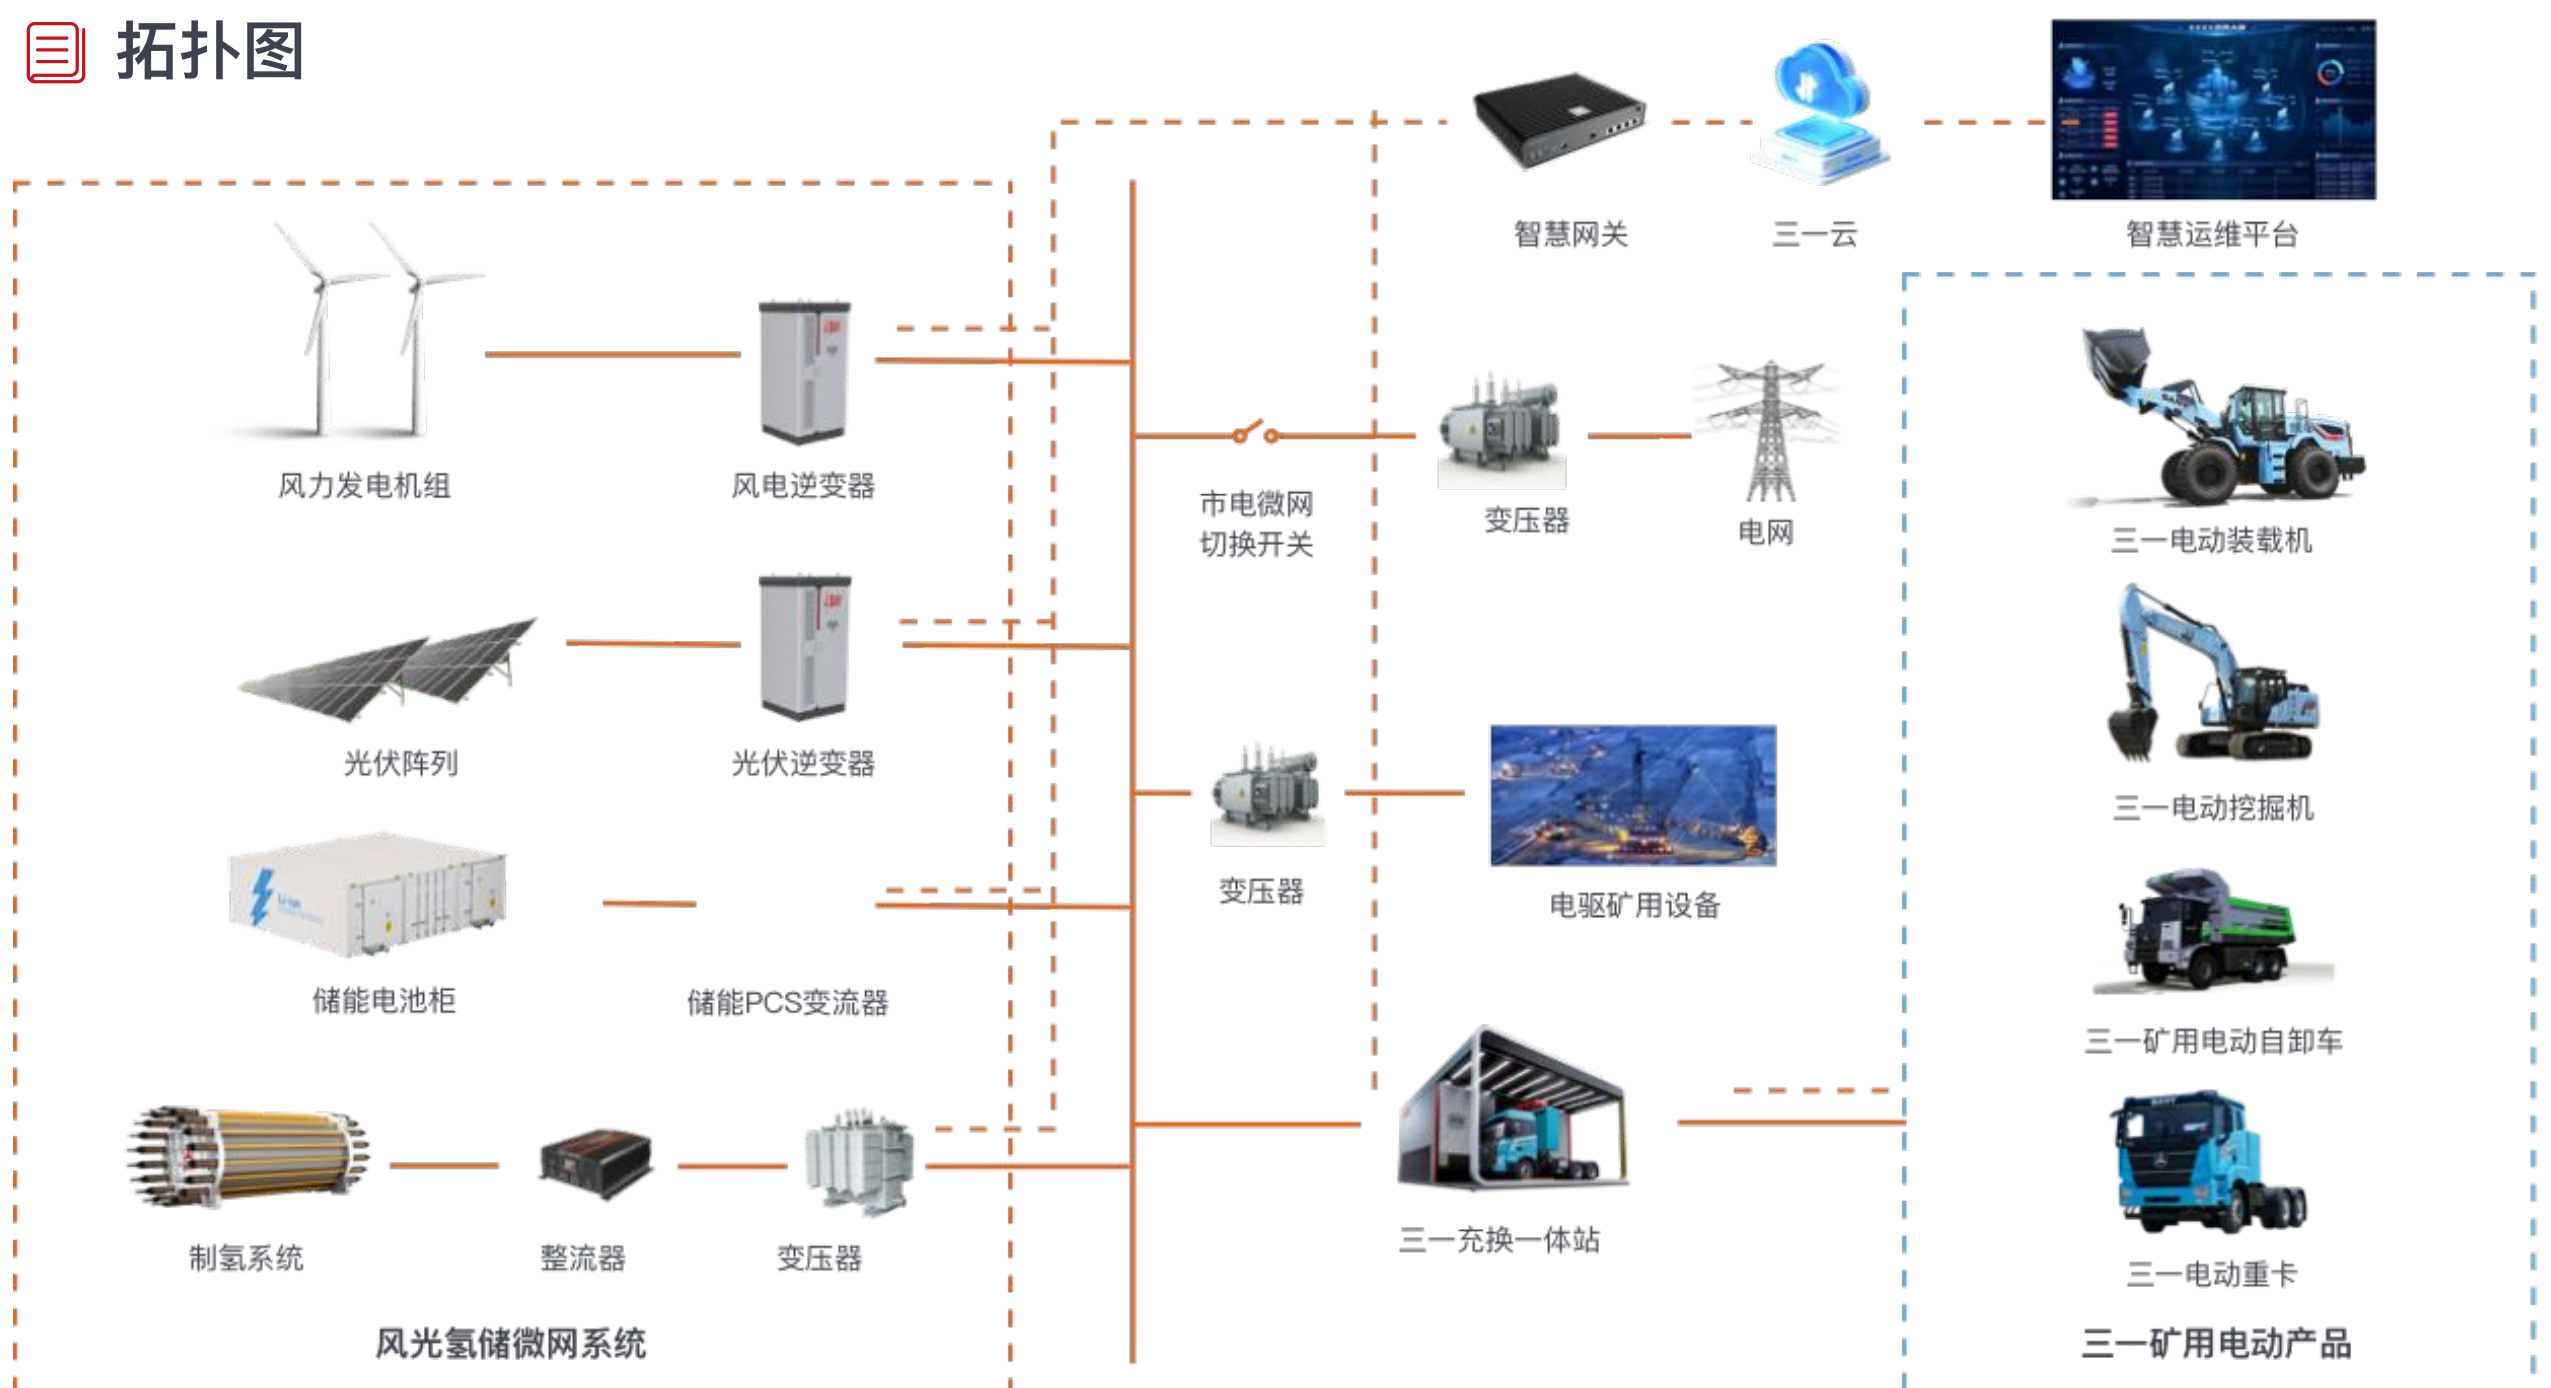 拓扑图
智慧网关
三一云
智慧运维平台
风力发电机组
风电逆变器
市电微网
切换开关
变压器
电网
三一电动装载机
光伏阵列
光伏逆变器
三一电动挖掘机
变压器
电驱矿用设备
储能电池柜
储能PCS变流器
三一矿用电动自卸车
制氢系统
整流器
变压器
三一充换一体站
三一电动重卡
风光氢储微网系统
三一矿用电动产品